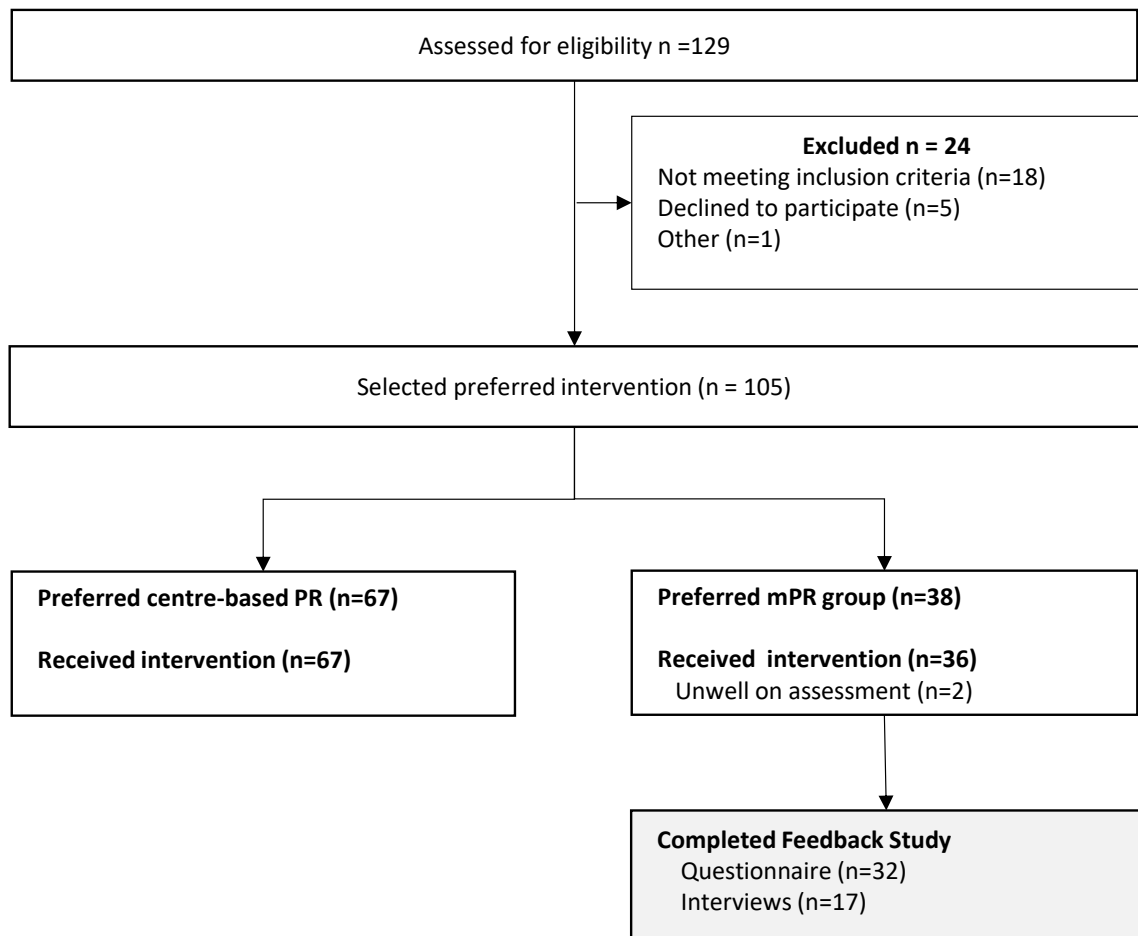 Assessed for eligibility n =129
Excluded n = 24
Not meeting inclusion criteria (n=18)
Declined to participate (n=5)
Other (n=1)
Selected preferred intervention (n = 105)
Preferred centre-based PR (n=67)
Received intervention (n=67)
Preferred mPR group (n=38)
Received intervention (n=36)
Unwell on assessment (n=2)
Completed Feedback Study
Questionnaire (n=32)
Interviews (n=17)